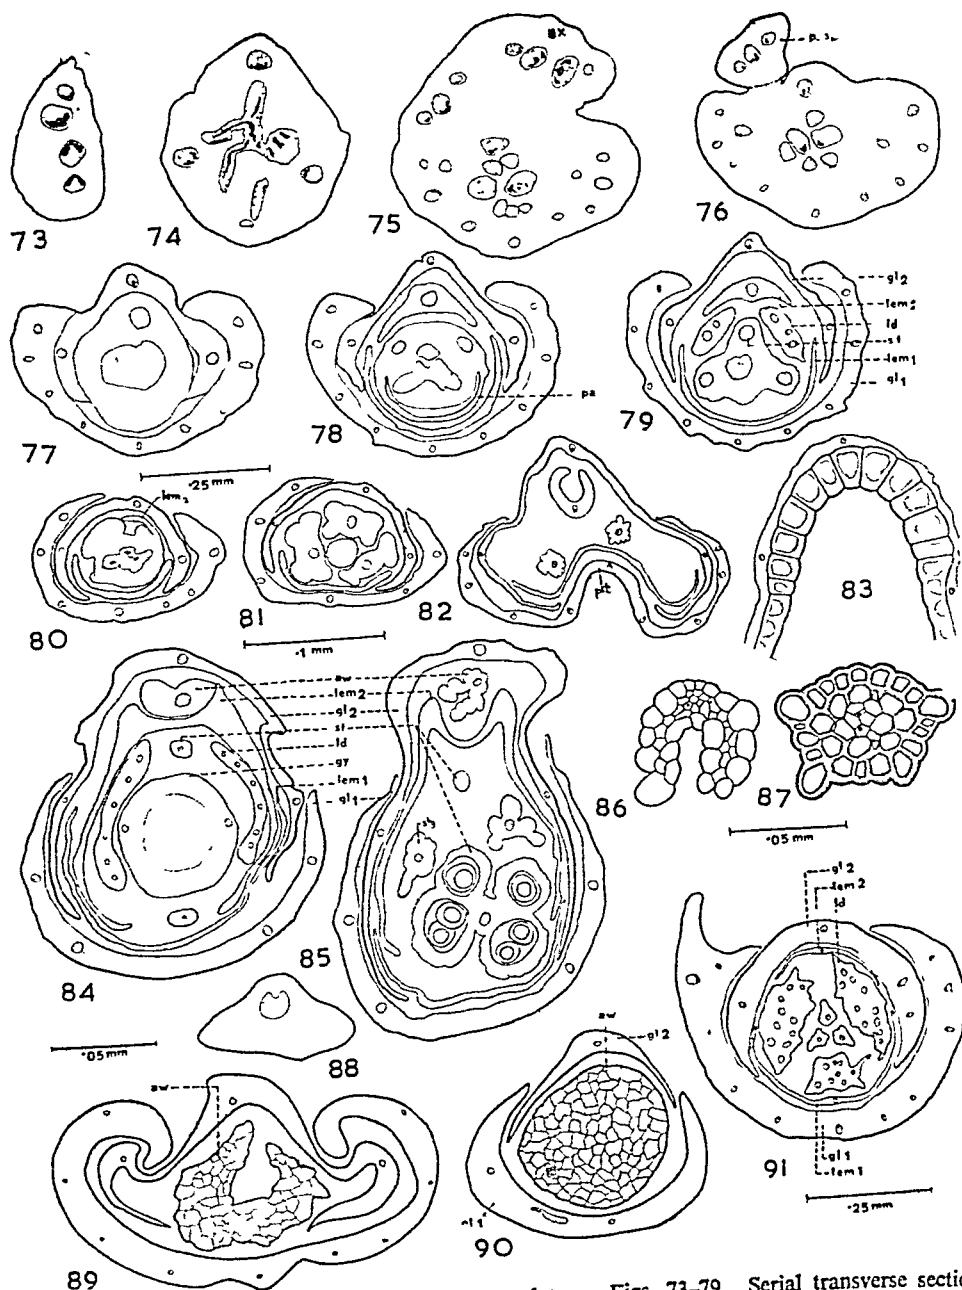 73
74
75
76
ax
gl2
lem2
ld
st
lem1
gl1
77
78
79
pa
·25 mm
lem2
80
81
82
83
pit
·1 mm
aw
lem2
gl2
st
ld
gy
lem1
gl1
84
85
86
87
·05 mm
gl2
lem2
ld
·05 mm
88
aw
gl2
aw
gl1
lem1
91
·25 mm
90
89
Figs. 73–79. Serial transverse